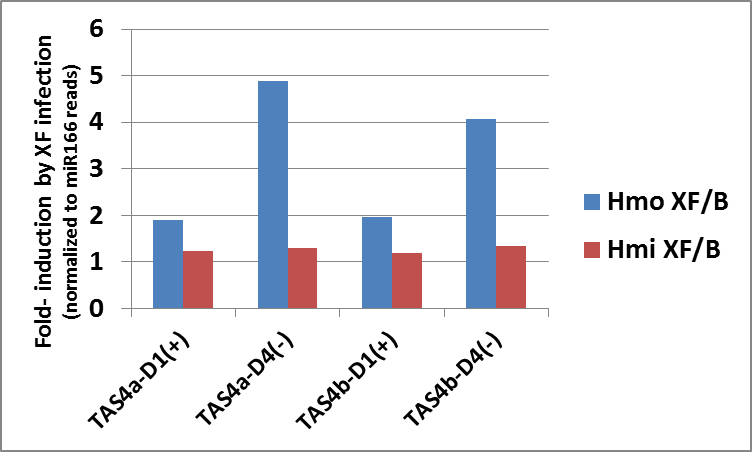 Fold- induction by XF infection
(normalized to miR166 reads)
6
5
4
3
2
1
0
TAS4a-D1(+)
TAS4a-D4(-)
TAS4b-D1(+)
TAS4b-D4(-)
Hmo XF/B
Hmi XF/B